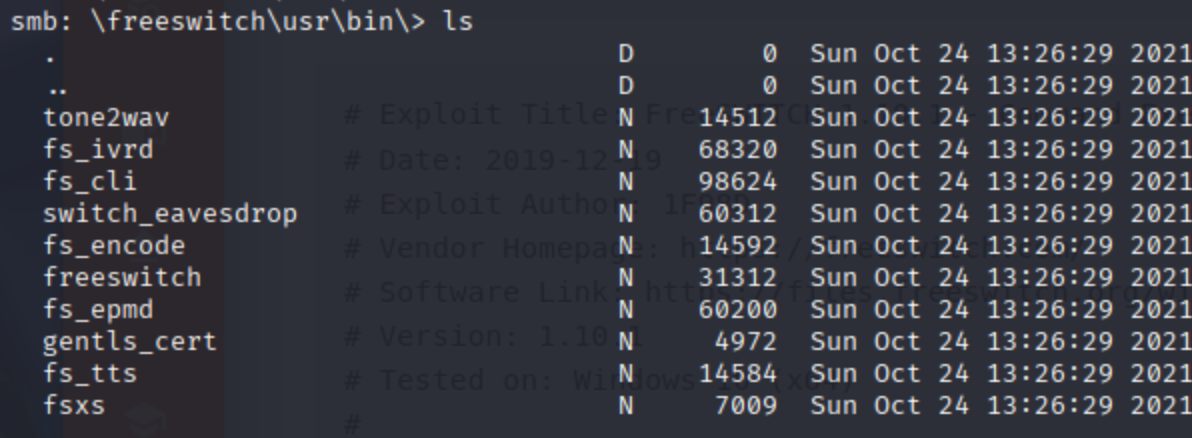 smb: \freeswitch\usr\bin\> ls
. D 0 Sun Oct 24 13:26:29 2021
.. D 0 Sun Oct 24 13:26:29 2021
tone2wav N 14512 Sun Oct 24 13:26:29 2021
fs_ivrd N 68320 Sun Oct 24 13:26:29 2021
fs_cli N 98624 Sun Oct 24 13:26:29 2021
switch_eavesdrop N 60312 Sun Oct 24 13:26:29 2021
fs_encode N 14592 Sun Oct 24 13:26:29 2021
freeswitch N 31312 Sun Oct 24 13:26:29 2021
fs_epmd N 60200 Sun Oct 24 13:26:29 2021
gentls_cert N 4972 Sun Oct 24 13:26:29 2021
fs_tts N 14584 Sun Oct 24 13:26:29 2021
fsxs N 7009 Sun Oct 24 13:26:29 2021
# Exploit Title
# Date: 2019-12-19
# Exploit Author:
# Vendor Homepage:
# Software Link:
# Version: 1.10.1
# Tested on: Windows
#